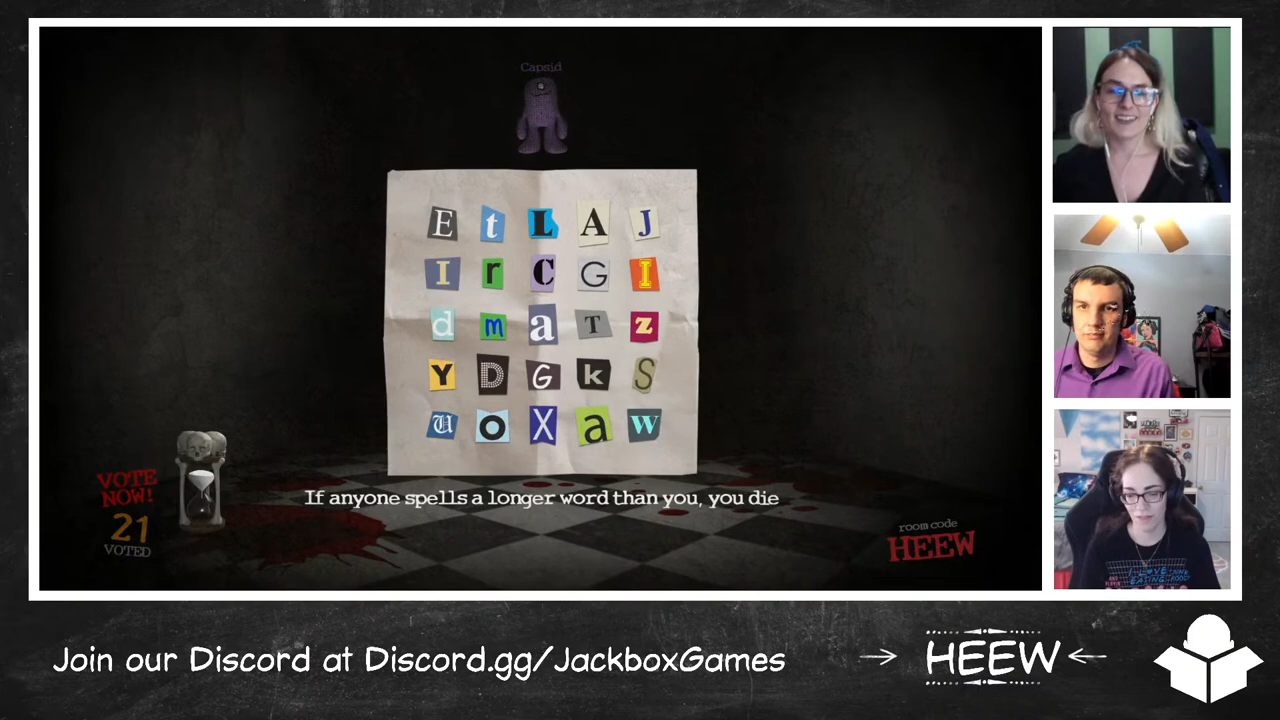 Capsid
E t L A J
I r C G I
d m a T z
Y D G k S
U o X a w
VOTE
NOW!
21
VOTED
If anyone spells a longer word than you, you die
room code
HEEW
I LOVE
Join our Discord at Discord.gg/JackboxGames
HEEW